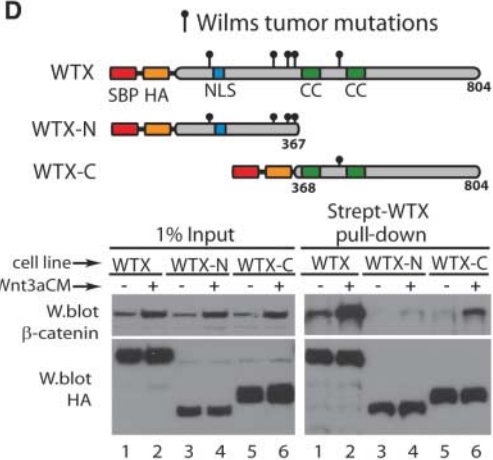 D
Wilms tumor mutations
WTX
SBP HA NLS CC CC 804
WTX-N
367
WTX-C
368 804
Strept-WTX
1% Input pull-down
cell line WTX WTX-N WTX-C WTX WTX-N WTX-C
Wnt3aCM - + - + - + - + - + - +
W.blot
β-catenin
W.blot
HA
1 2 3 4 5 6 1 2 3 4 5 6